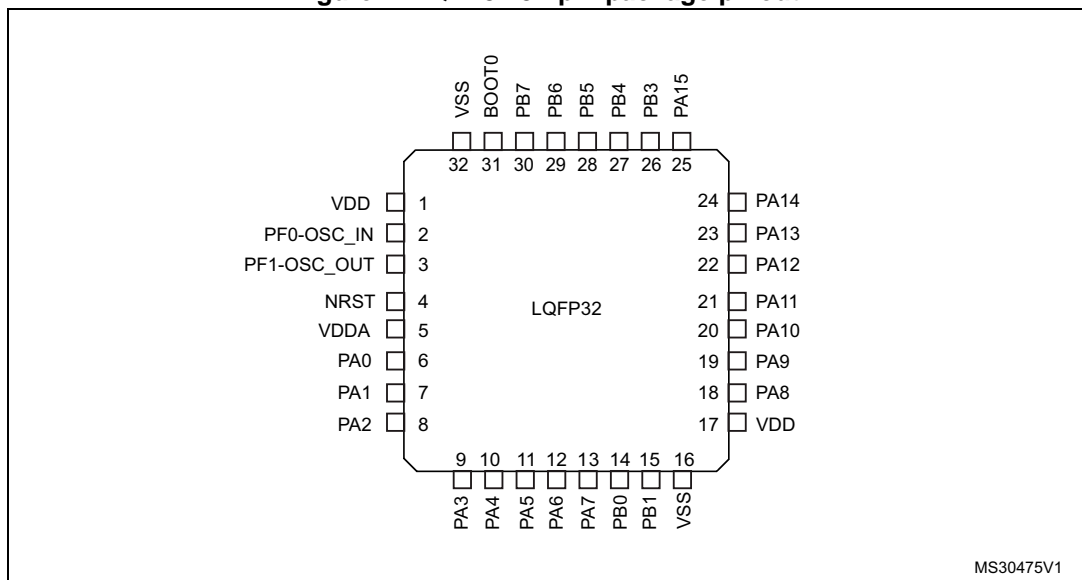 VSS
BOOT0
PB7
PB6
PB5
PB4
PB3
PA15
32 31 30 29 28 27 26 25
VDD 1
PF0-OSC_IN 2
PF1-OSC_OUT 3
NRST 4
VDDA 5
PA0 6
PA1 7
PA2 8
LQFP32
24 PA14
23 PA13
22 PA12
21 PA11
20 PA10
19 PA9
18 PA8
17 VDD
9 10 11 12 13 14 15 16
PA3
PA4
PA5
PA6
PA7
PB0
PB1
VSS
MS30475V1